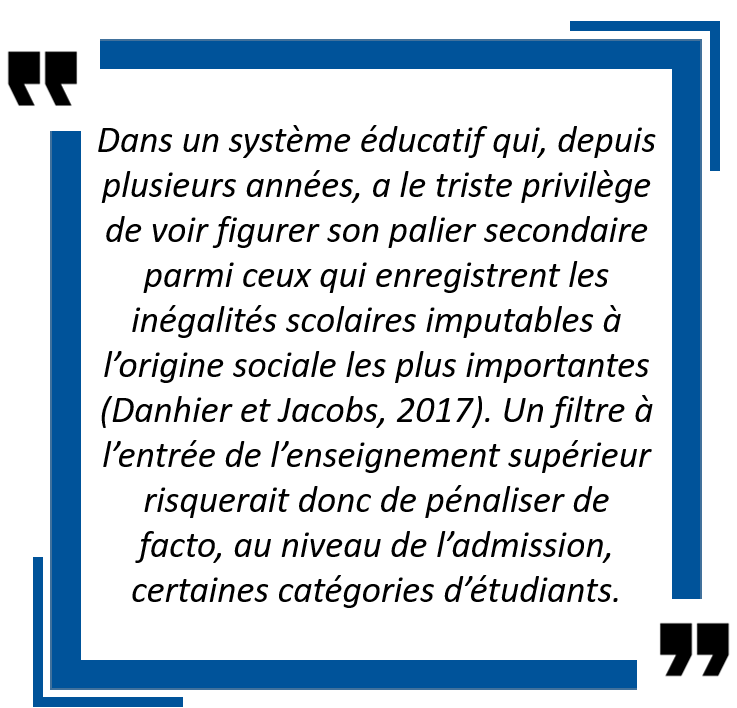 Dans un système éducatif qui, depuis
plusieurs années, a le triste privilège
de voir figurer son palier secondaire
parmi ceux qui enregistrent les
inégalités scolaires imputables à
l’origine sociale les plus importantes
(Danhier et Jacobs, 2017). Un filtre à
l’entrée de l’enseignement supérieur
risquerait donc de pénaliser de
facto, au niveau de l’admission,
certaines catégories d’étudiants.